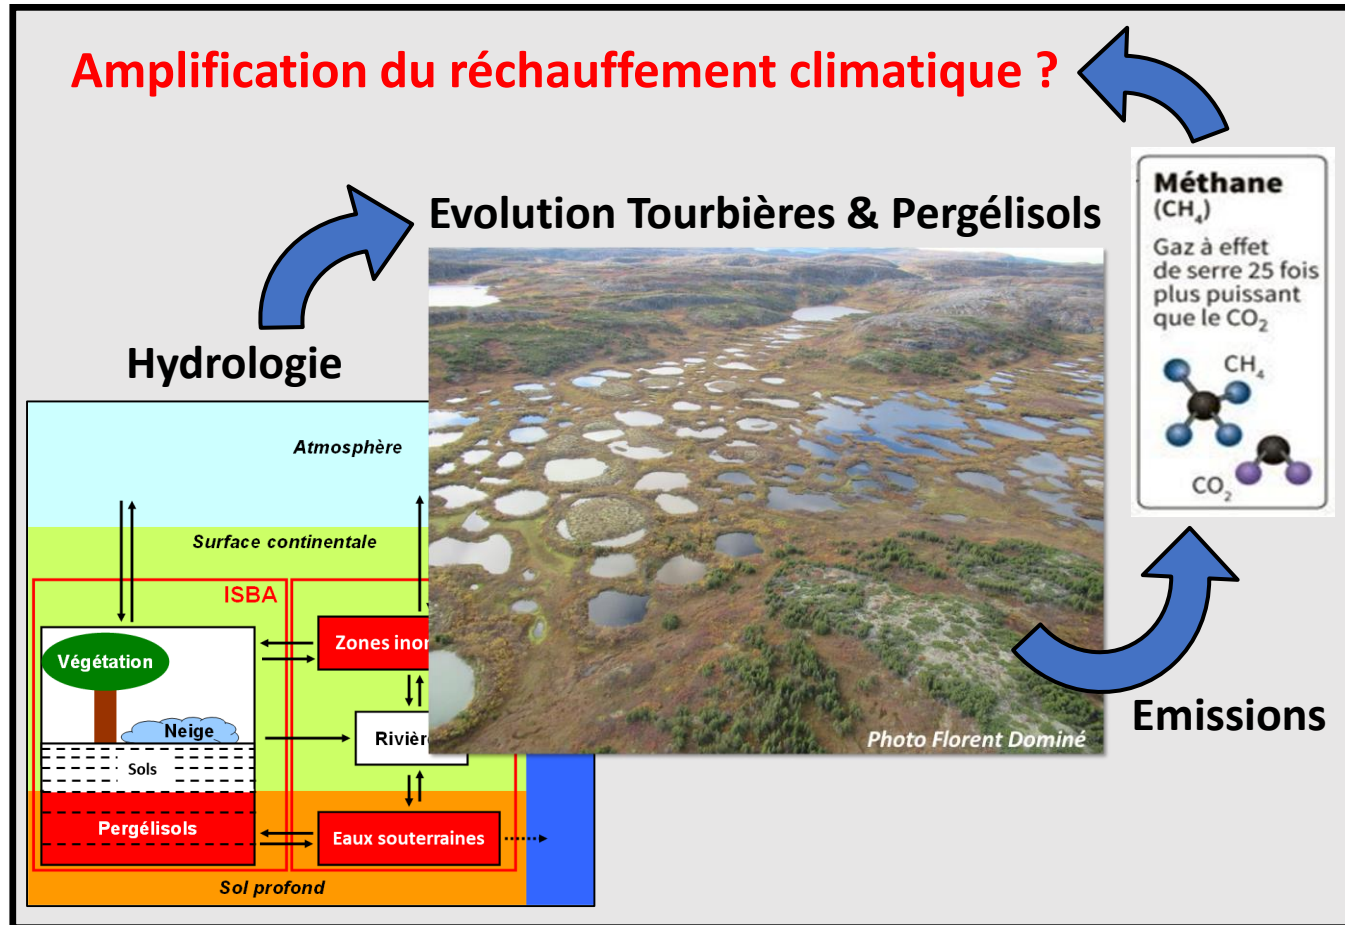 Amplification du réchauffement climatique ?
Evolution Tourbières & Pergélisols
Méthane
(CH₄)
Gaz à effet
de serre 25 fois
plus puissant
que le CO₂
CH₄
CO₂
Hydrologie
Atmosphère
Surface continentale
ISBA
Zones
Végétation
Neige
Sols
Pergélisols
Eaux souterraines
Sol profond
Photo Florent Dominé
Emissions